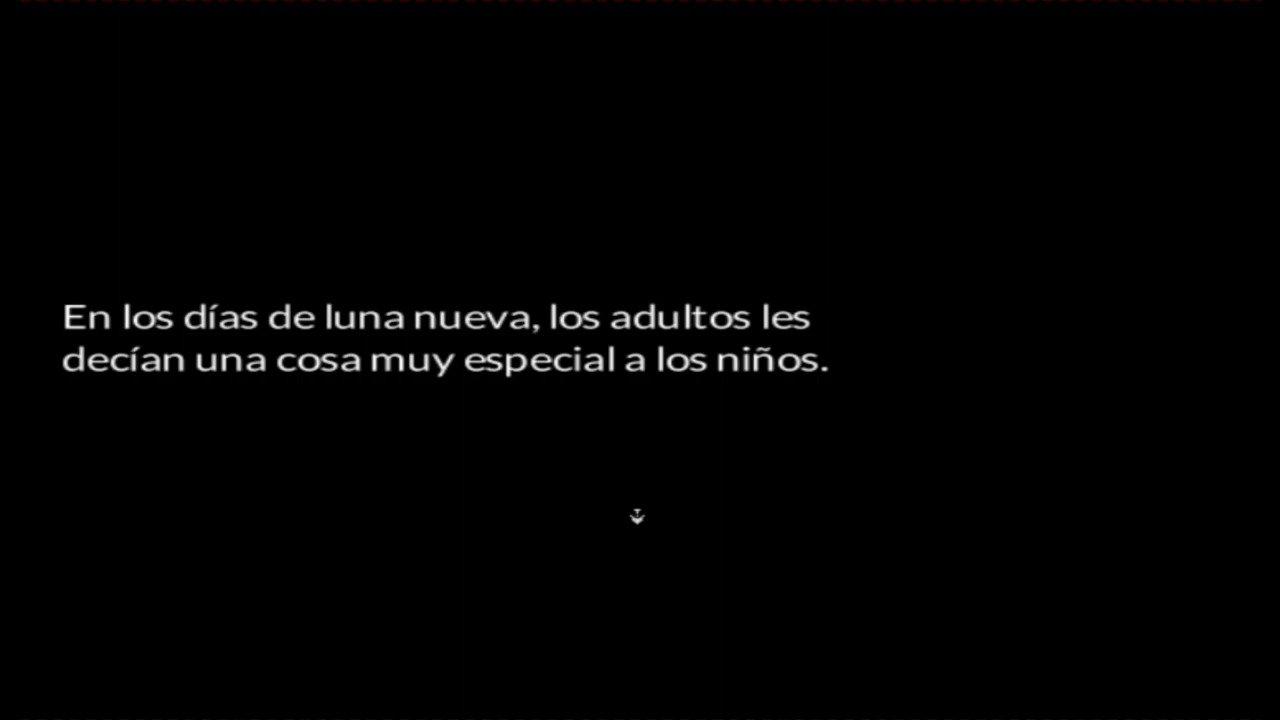 En los días de luna nueva, los adultos les
decían una cosa muy especial a los niños.